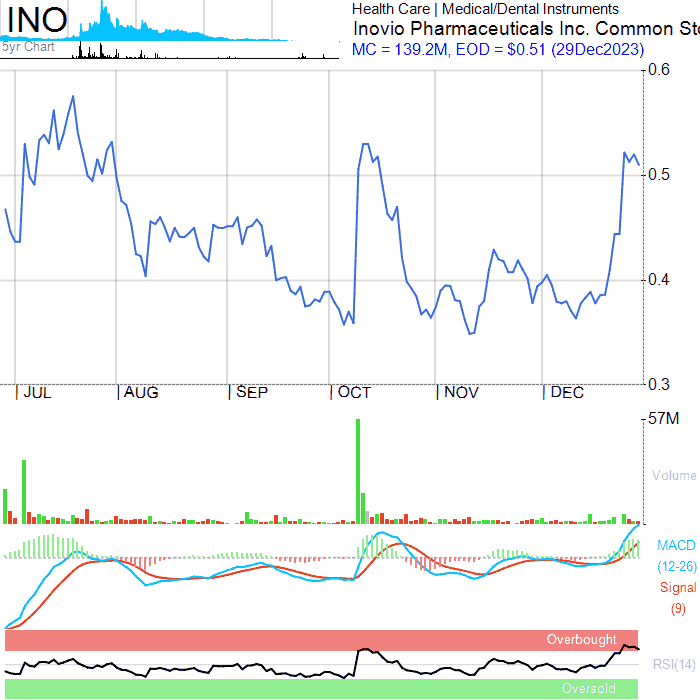 INO
5yr Chart
Health Care | Medical/Dental Instruments
Inovio Pharmaceuticals Inc. Common Sto
MC = 139.2M, EOD = $0.51 (29Dec2023)
0.6
0.5
0.4
0.3
JUL AUG SEP OCT NOV DEC
57M
Volume
MACD
(12-26)
Signal
(9)
Overbought
RSI(14)
Oversold